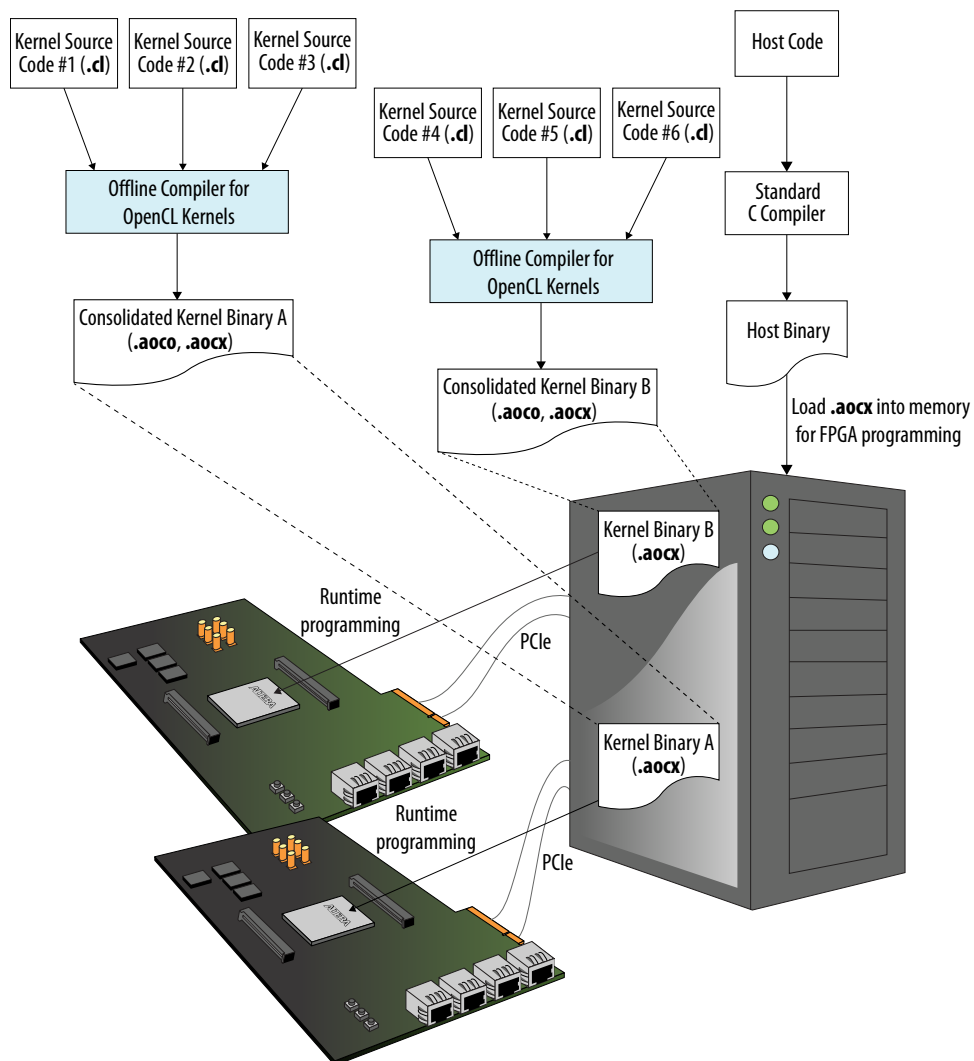 Kernel Source
Code #1 (.cl)
Kernel Source
Code #2 (.cl)
Kernel Source
Code #3 (.cl)
Host Code
Kernel Source
Code #4 (.cl)
Kernel Source
Code #5 (.cl)
Kernel Source
Code #6 (.cl)
Offline Compiler for
OpenCL Kernels
Standard
C Compiler
Offline Compiler for
OpenCL Kernels
Consolidated Kernel Binary A
(.aoco, .aocx)
Host Binary
Consolidated Kernel Binary B
(.aoco, .aocx)
Load .aocx into memory
for FPGA programming
Kernel Binary B
(.aocx)
Runtime
programming
PCIe
ALTERA
Kernel Binary A
(.aocx)
Runtime
programming
PCIe
ALTERA